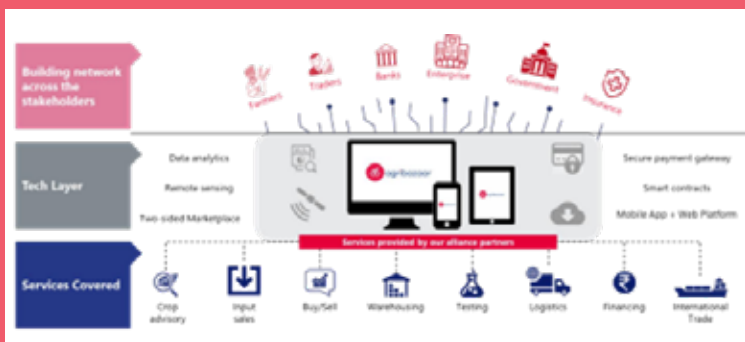 Building network
across the
stakeholders
Farmers
Traders
Banks
Enterprise
Government
Insurance
Tech Layer
Data analytics
Remote sensing
Two-sided Marketplace
agribazaar
Secure payment gateway
Smart contracts
Mobile App + Web Platform
Services provided by our alliance partners
Services Covered
Crop
advisory
Input
sales
Buy/Sell
Warehousing
Testing
Logistics
Financing
International
Trade